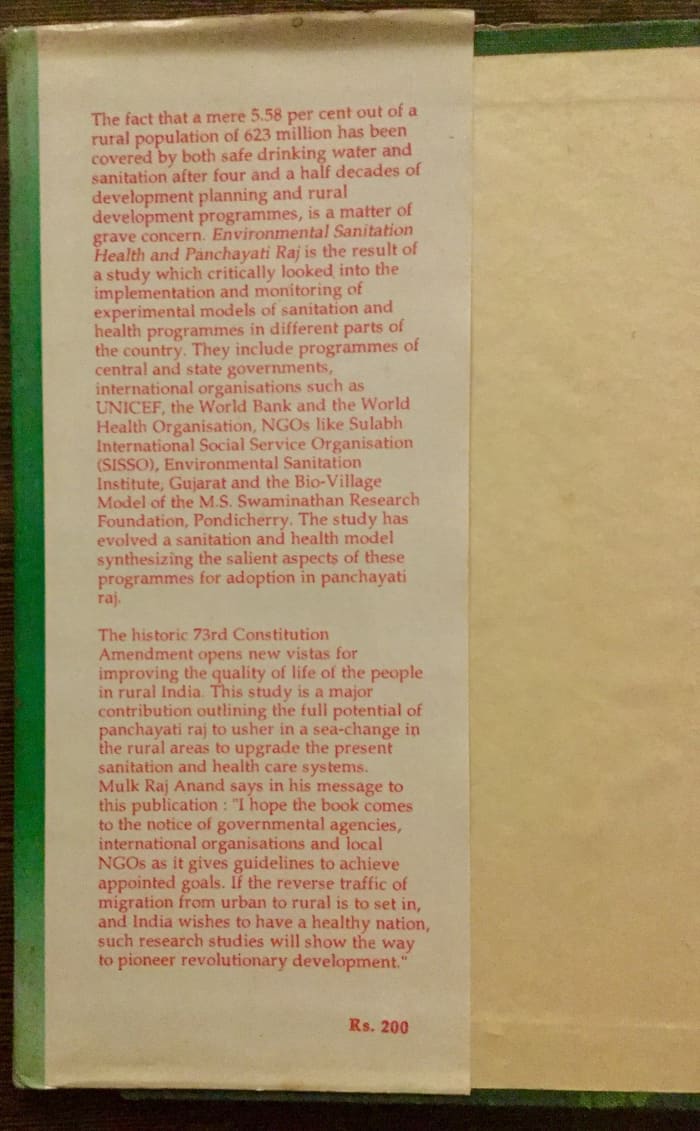 The fact that a mere 5.58 per cent out of a
rural population of 623 million has been
covered by both safe drinking water and
sanitation after four and a half decades of
development planning and rural
development programmes, is a matter of
grave concern. Environmental Sanitation
Health and Panchayati Raj is the result of
a study which critically looked into the
implementation and monitoring of
experimental models of sanitation and
health programmes in different parts of
the country. They include programmes of
central and state governments,
international organisations such as
UNICEF, the World Bank and the World
Health Organisation, NGOs like Sulabh
International Social Service Organisation
(SISSO), Environmental Sanitation
Institute, Gujarat and the Bio-Village
Model of the M.S. Swaminathan Research
Foundation, Pondicherry. The study has
evolved a sanitation and health model
synthesizing the salient aspects of these
programmes for adoption in panchayati
raj.
The historic 73rd Constitution
Amendment opens new vistas for
improving the quality of life of the people
in rural India. This study is a major
contribution outlining the full potential of
panchayati raj to usher in a sea-change in
the rural areas to upgrade the present
sanitation and health care systems.
Mulk Raj Anand says in his message to
this publication : "I hope the book comes
to the notice of governmental agencies,
international organisations and local
NGOs as it gives guidelines to achieve
appointed goals. If the reverse traffic of
migration from urban to rural is to set in,
and India wishes to have a healthy nation,
such research studies will show the way
to pioneer revolutionary development."
Rs. 200